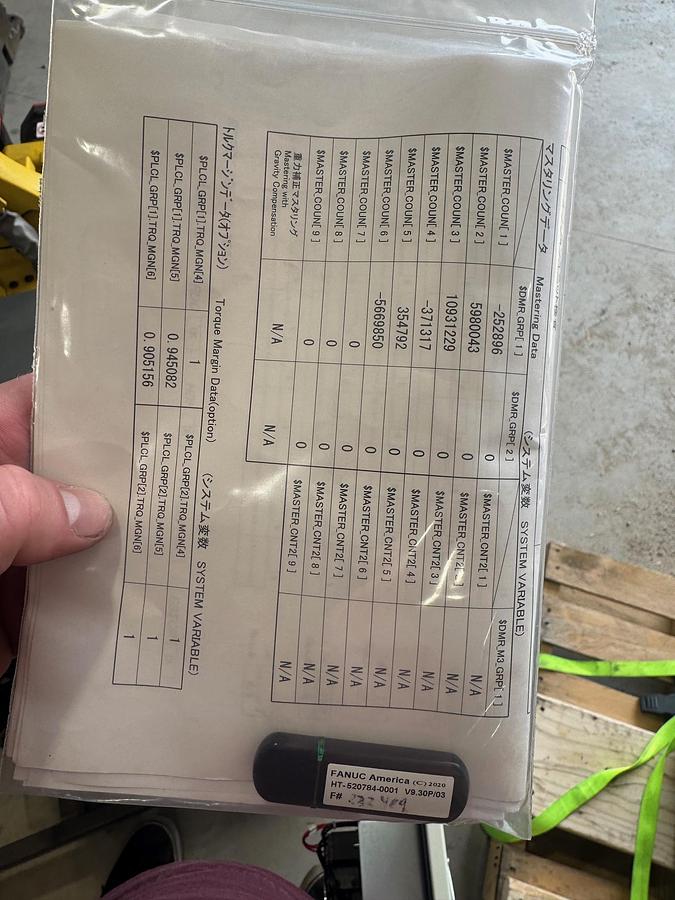 マスタリングデータ Mastering Data (システム変数 SYSTEM VARIABLE)
$DMR_GRP[ 1 ] $DMR_GRP[ 2 ] $DMR_M3_GRP[ 1 ]
$MASTER_COUN[ 1 ] -252896 0 $MASTER_CNT2[ 1 ] N/A
$MASTER_COUN[ 2 ] 5980043 0 N/A
$MASTER_COUN[ 3 ] 10931229 0 $MASTER_CNT2[ 3 ] N/A
$MASTER_COUN[ 4 ] -371317 0 $MASTER_CNT2[ 4 ] N/A
$MASTER_COUN[ 5 ] 354792 0 $MASTER_CNT2[ 5 ] N/A
$MASTER_COUN[ 6 ] -5669850 0 $MASTER_CNT2[ 6 ] N/A
$MASTER_COUN[ 7 ] 0 0 $MASTER_CNT2[ 7 ] N/A
$MASTER_COUN[ 8 ] 0 0 $MASTER_CNT2[ 8 ] N/A
$MASTER_COUN[ 9 ] 0 0 $MASTER_CNT2[ 9 ] N/A
重力補正マスタリング
Mastering with
Gravity Compensation N/A N/A
トルクマージンデータ(オプション) Torque Margin Data(option) (システム変数 SYSTEM VARIABLE)
$PLCL_GRP[1].TRQ_MGN[4] 1 $PLCL_GRP[2].TRQ_MGN[4] 1
$PLCL_GRP[1].TRQ_MGN[5] 0.945082 $PLCL_GRP[2].TRQ_MGN[5] 1
$PLCL_GRP[1].TRQ_MGN[6] 0.905156 $PLCL_GRP[2].TRQ_MGN[6] 1
FANUC America (C) 2020
HT-520784-0001 V9.30P/03
F#